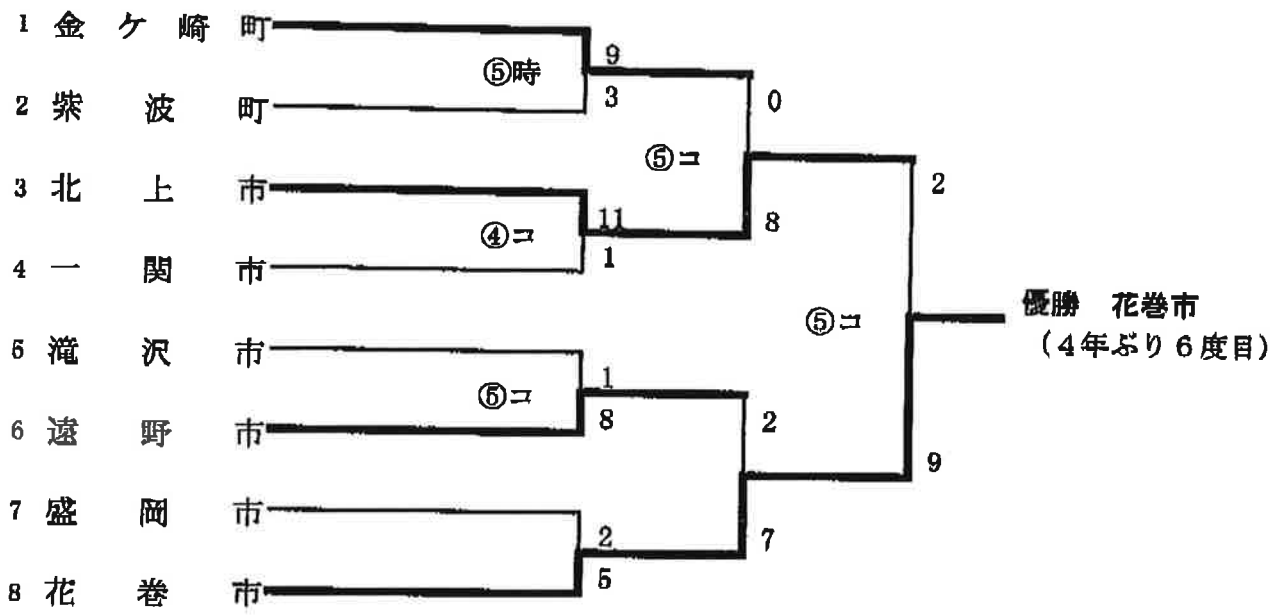 1 金ケ崎町
9
⑤時
3
2 紫波町
0
⑤コ
8
3 北上市
11
④コ
1
4 一関市
2
⑤コ
9
優勝 花巻市
(4年ぶり6度目)
5 滝沢市
1
⑤コ
8
6 遠野市
2
7
7 盛岡市
2
5
8 花巻市